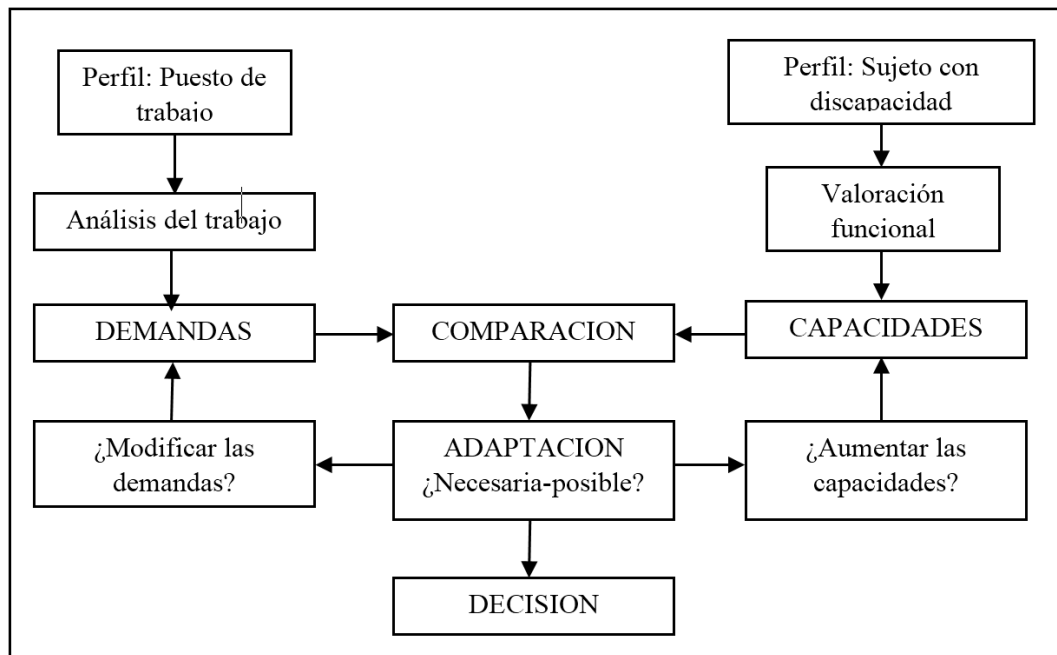 Perfil: Puesto de
trabajo
Perfil: Sujeto con
discapacidad
Análisis del trabajo
Valoración
funcional
DEMANDAS
COMPARACION
CAPACIDADES
¿Modificar las
demandas?
ADAPTACION
¿Necesaria-posible?
¿Aumentar las
capacidades?
DECISION